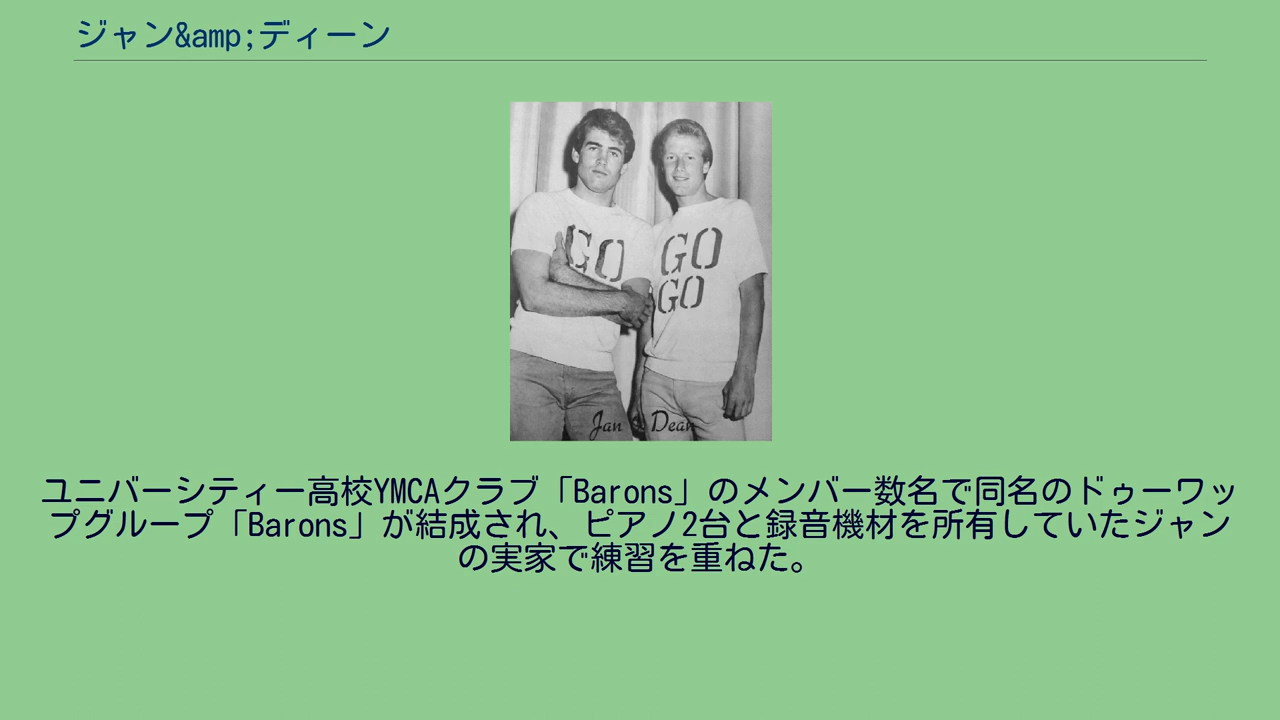 ジャン&amp;ディーン
GO
GO
GO
Jan & Dean
ユニバーシティー高校YMCAクラブ「Barons」のメンバー数名で同名のドゥーワッ
プグループ「Barons」が結成され、ピアノ2台と録音機材を所有していたジャン
の実家で練習を重ねた。